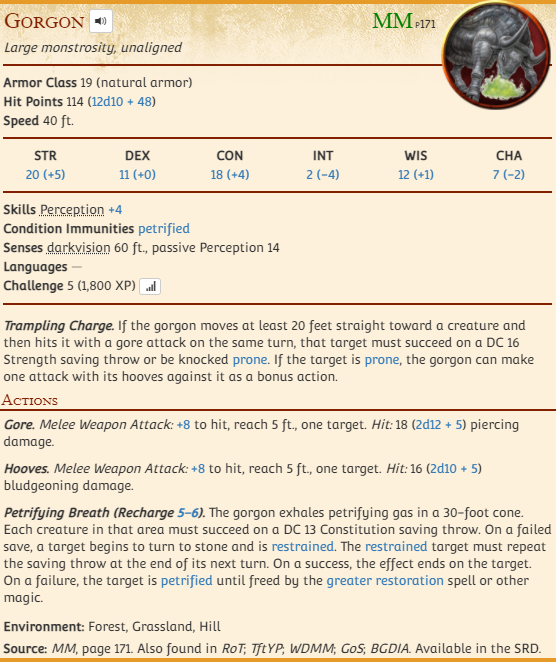 GORGON MM P171
Large monstrosity, unaligned
Armor Class 19 (natural armor)
Hit Points 114 (12d10 + 48)
Speed 40 ft.
STR DEX CON INT WIS CHA
20 (+5) 11 (+0) 18 (+4) 2 (−4) 12 (+1) 7 (−2)
Skills Perception +4
Condition Immunities petrified
Senses darkvision 60 ft., passive Perception 14
Languages —
Challenge 5 (1,800 XP)
Trampling Charge. If the gorgon moves at least 20 feet straight toward a creature and
then hits it with a gore attack on the same turn, that target must succeed on a DC 16
Strength saving throw or be knocked prone. If the target is prone, the gorgon can make
one attack with its hooves against it as a bonus action.
ACTIONS
Gore. Melee Weapon Attack: +8 to hit, reach 5 ft., one target. Hit: 18 (2d12 + 5) piercing
damage.
Hooves. Melee Weapon Attack: +8 to hit, reach 5 ft., one target. Hit: 16 (2d10 + 5)
bludgeoning damage.
Petrifying Breath (Recharge 5–6). The gorgon exhales petrifying gas in a 30-foot cone.
Each creature in that area must succeed on a DC 13 Constitution saving throw. On a failed
save, a target begins to turn to stone and is restrained. The restrained target must repeat
the saving throw at the end of its next turn. On a success, the effect ends on the target.
On a failure, the target is petrified until freed by the greater restoration spell or other
magic.
Environment: Forest, Grassland, Hill
Source: MM, page 171. Also found in RoT; TftYP; WDMM; GoS; BGDIA. Available in the SRD.